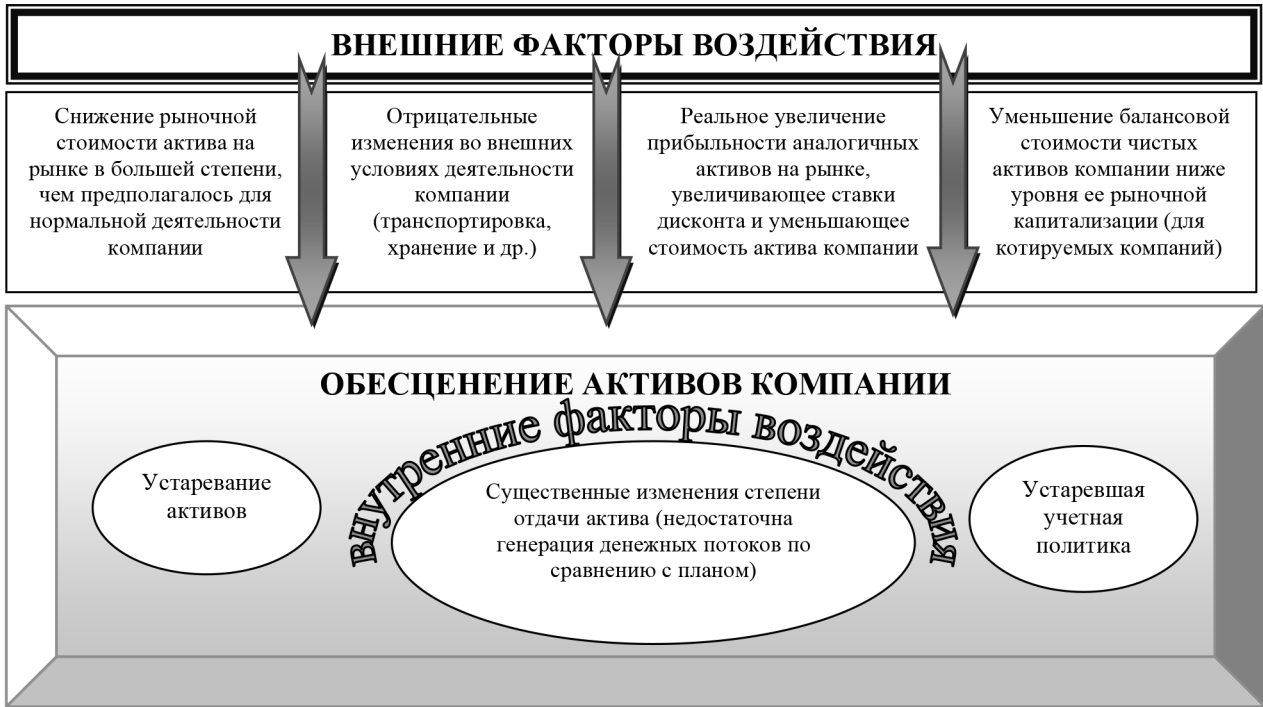 ВНЕШНИЕ ФАКТОРЫ ВОЗДЕЙСТВИЯ
Снижение рыночной
стоимости актива на
рынке в большей степени,
чем предполагалось для
нормальной деятельности
компании
Отрицательные
изменения во внешних
условиях деятельности
компании
(транспортировка,
хранение и др.)
Реальное увеличение
прибыльности аналогичных
активов на рынке,
увеличивающее ставки
дисконта и уменьшающее
стоимость актива компании
Уменьшение балансовой
стоимости чистых
активов компании ниже
уровня ее рыночной
капитализации (для
котируемых компаний)
ОБЕСЦЕНЕНИЕ АКТИВОВ КОМПАНИИ
внутренние факторы воздействия
Устаревание
активов
Существенные изменения степени
отдачи актива (недостаточна
генерация денежных потоков по
сравнению с планом)
Устаревшая
учетная
политика